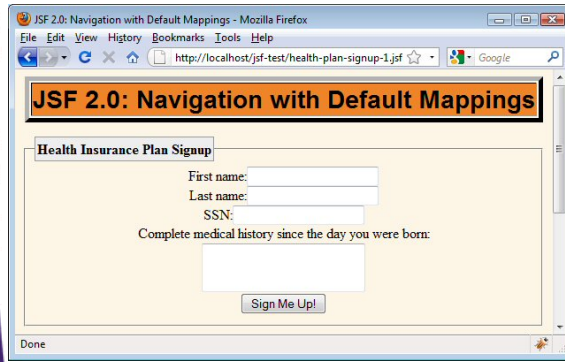 JSF 2.0: Navigation with Default Mappings - Mozilla Firefox
File Edit View History Bookmarks Tools Help
http://localhost/jsf-test/health-plan-signup-1.jsf
Google
JSF 2.0: Navigation with Default Mappings
Health Insurance Plan Signup
First name:
Last name:
SSN:
Complete medical history since the day you were born:
Sign Me Up!
Done